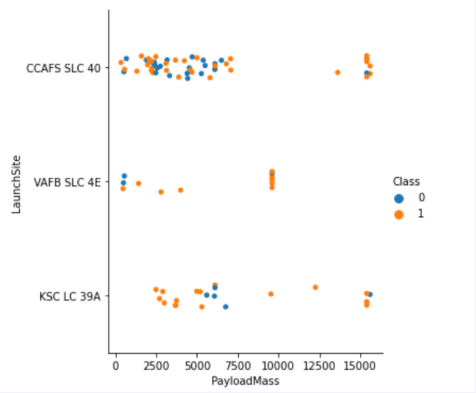 CCAFS SLC 40
VAFB SLC 4E
KSC LC 39A
LaunchSite
0 2500 5000 7500 10000 12500 15000
PayloadMass
Class
0
1